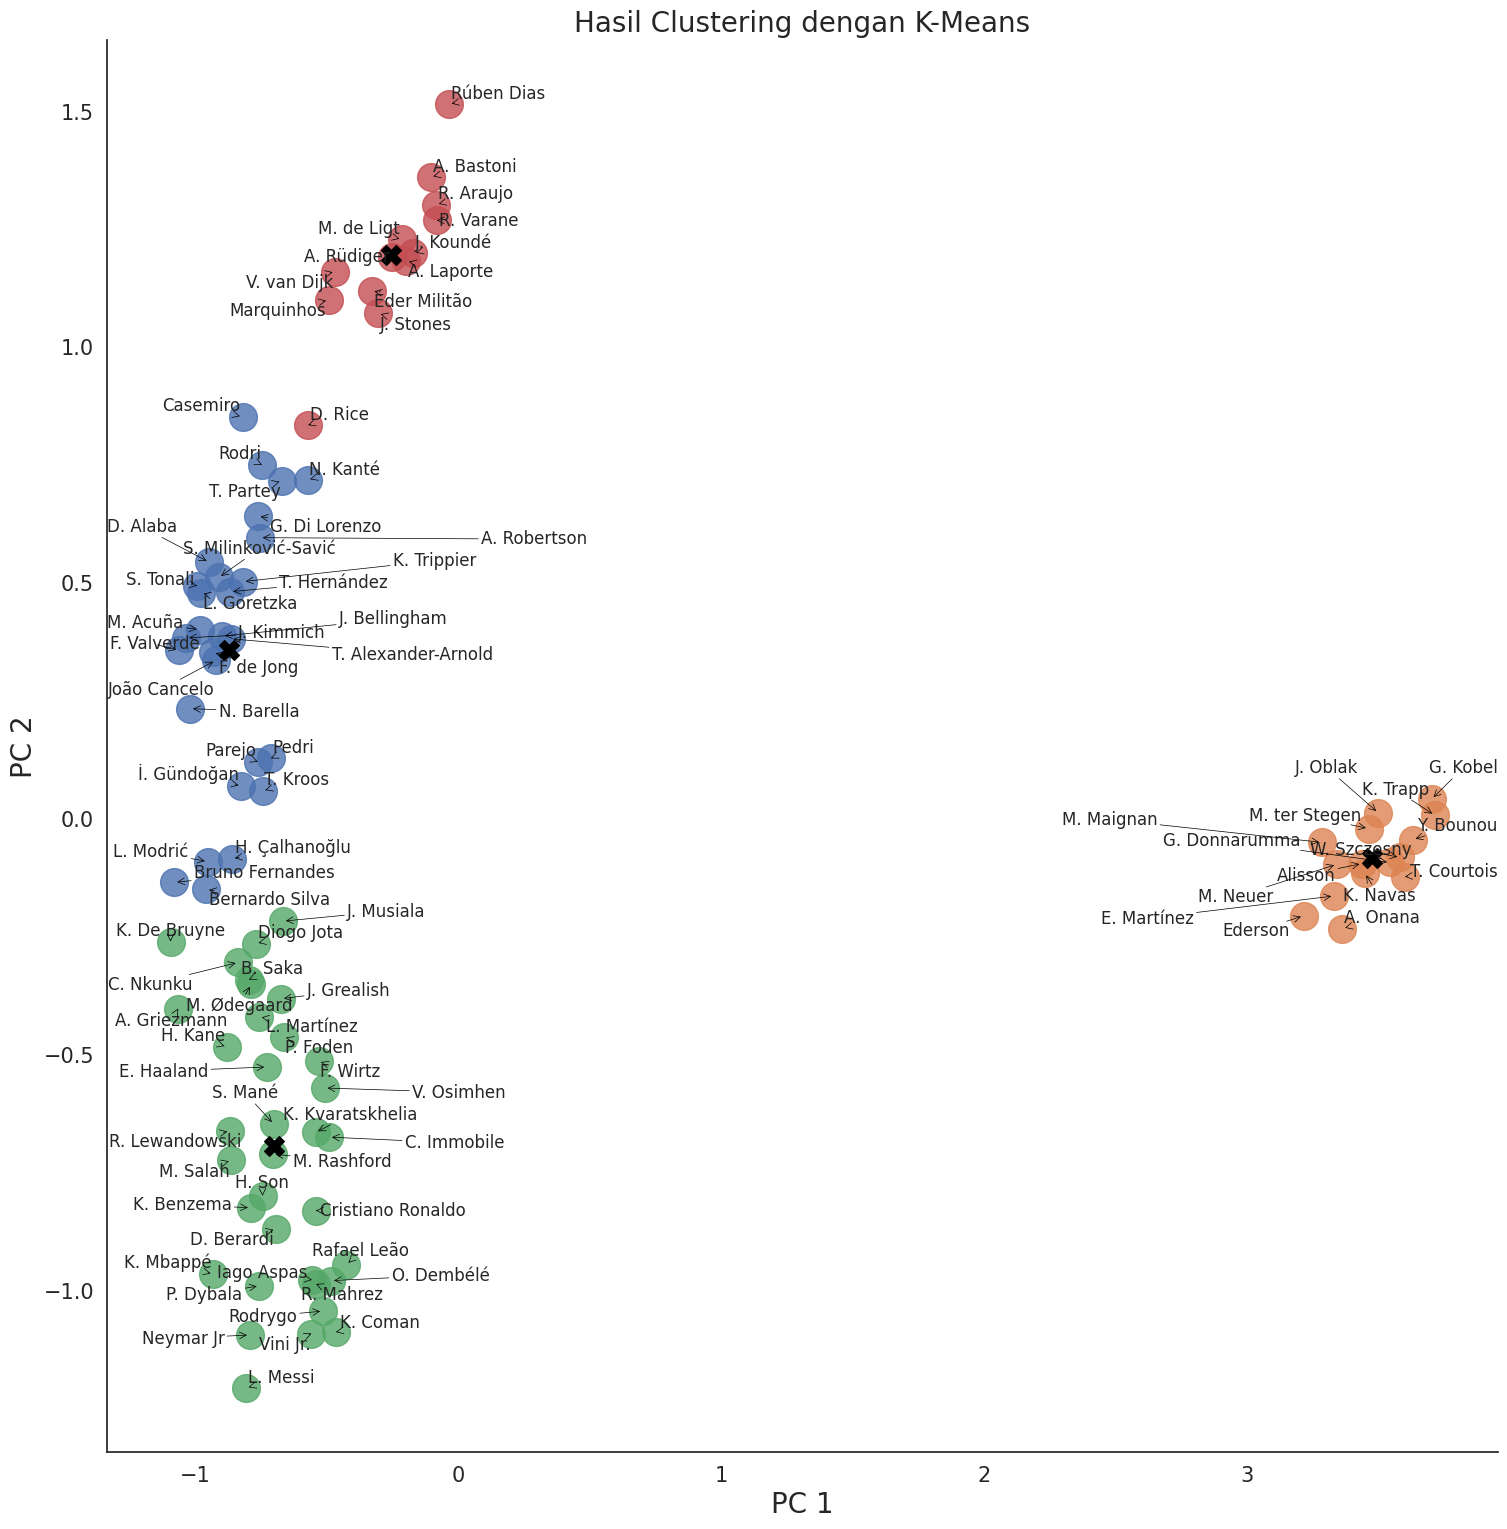 Hasil Clustering dengan K-Means
Rúben Dias
1.5
A. Bastoni
R. Araujo
R. Varane
M. de Ligt
J. Koundé
A. Rüdiger
A. Laporte
V. van Dijk
Éder Militão
Marquinhos
J. Stones
1.0
Casemiro
D. Rice
Rodri
N. Kanté
T. Partey
D. Alaba
G. Di Lorenzo
A. Robertson
S. Milinković-Savić
K. Trippier
0.5
S. Tonali
T. Hernández
L. Goretzka
M. Acuña
J. Bellingham
J. Kimmich
F. Valverde
T. Alexander-Arnold
F. de Jong
João Cancelo
N. Barella
Parejo
Pedri
İ. Gündoğan
T. Kroos
J. Oblak
G. Kobel
K. Trapp
0.0
M. Maignan
M. ter Stegen
Y. Bounou
G. Donnarumma
W. Szczęsny
L. Modrić
H. Çalhanoğlu
Bruno Fernandes
Alisson
T. Courtois
Bernardo Silva
M. Neuer
K. Navas
J. Musiala
E. Martínez
A. Onana
K. De Bruyne
Diogo Jota
Ederson
B. Saka
C. Nkunku
J. Grealish
M. Ødegaard
A. Griezmann
L. Martínez
H. Kane
P. Foden
−0.5
E. Haaland
F. Wirtz
S. Mané
V. Osimhen
K. Kvaratskhelia
R. Lewandowski
C. Immobile
M. Rashford
M. Salah
H. Son
K. Benzema
Cristiano Ronaldo
D. Berardi
Rafael Leão
K. Mbappé
Iago Aspas
O. Dembélé
−1.0
P. Dybala
R. Mahrez
Rodrygo
K. Coman
Neymar Jr
Vini Jr.
L. Messi
PC 2
−1
0
1
2
3
PC 1